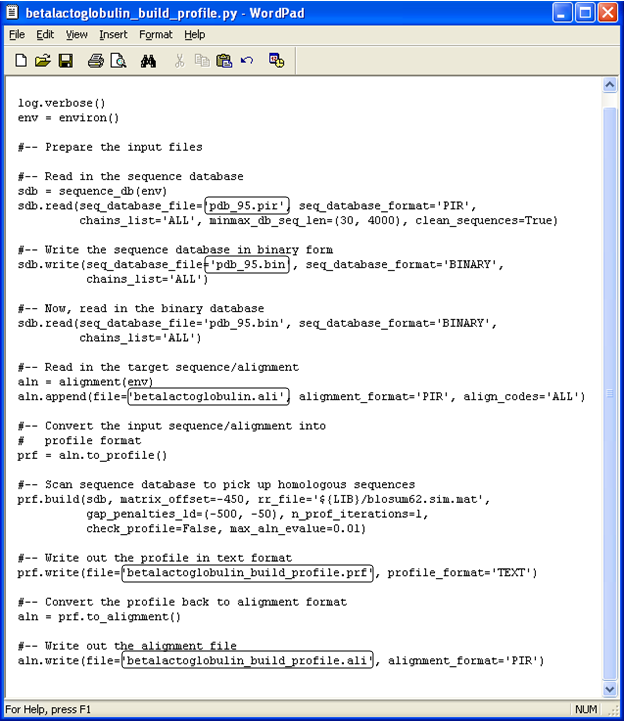 betalactoglobulin_build_profile.py - WordPad
File Edit View Insert Format Help
log.verbose()
env = environ()
#-- Prepare the input files
#-- Read in the sequence database
sdb = sequence_db(env)
sdb.read(seq_database_file='pdb_95.pir', seq_database_format='PIR',
chains_list='ALL', minmax_db_seq_len=(30, 4000), clean_sequences=True)
#-- Write the sequence database in binary form
sdb.write(seq_database_file='pdb_95.bin', seq_database_format='BINARY',
chains_list='ALL')
#-- Now, read in the binary database
sdb.read(seq_database_file='pdb_95.bin', seq_database_format='BINARY',
chains_list='ALL')
#-- Read in the target sequence/alignment
aln = alignment(env)
aln.append(file='betalactoglobulin.ali', alignment_format='PIR', align_codes='ALL')
#-- Convert the input sequence/alignment into
#   profile format
prf = aln.to_profile()
#-- Scan sequence database to pick up homologous sequences
prf.build(sdb, matrix_offset=-450, rr_file='${LIB}/blosum62.sim.mat',
gap_penalties_1d=(-500, -50), n_prof_iterations=1,
check_profile=False, max_aln_evalue=0.01)
#-- Write out the profile in text format
prf.write(file='betalactoglobulin_build_profile.prf', profile_format='TEXT')
#-- Convert the profile back to alignment format
aln = prf.to_alignment()
#-- Write out the alignment file
aln.write(file='betalactoglobulin_build_profile.ali', alignment_format='PIR')
For Help, press F1 NUM